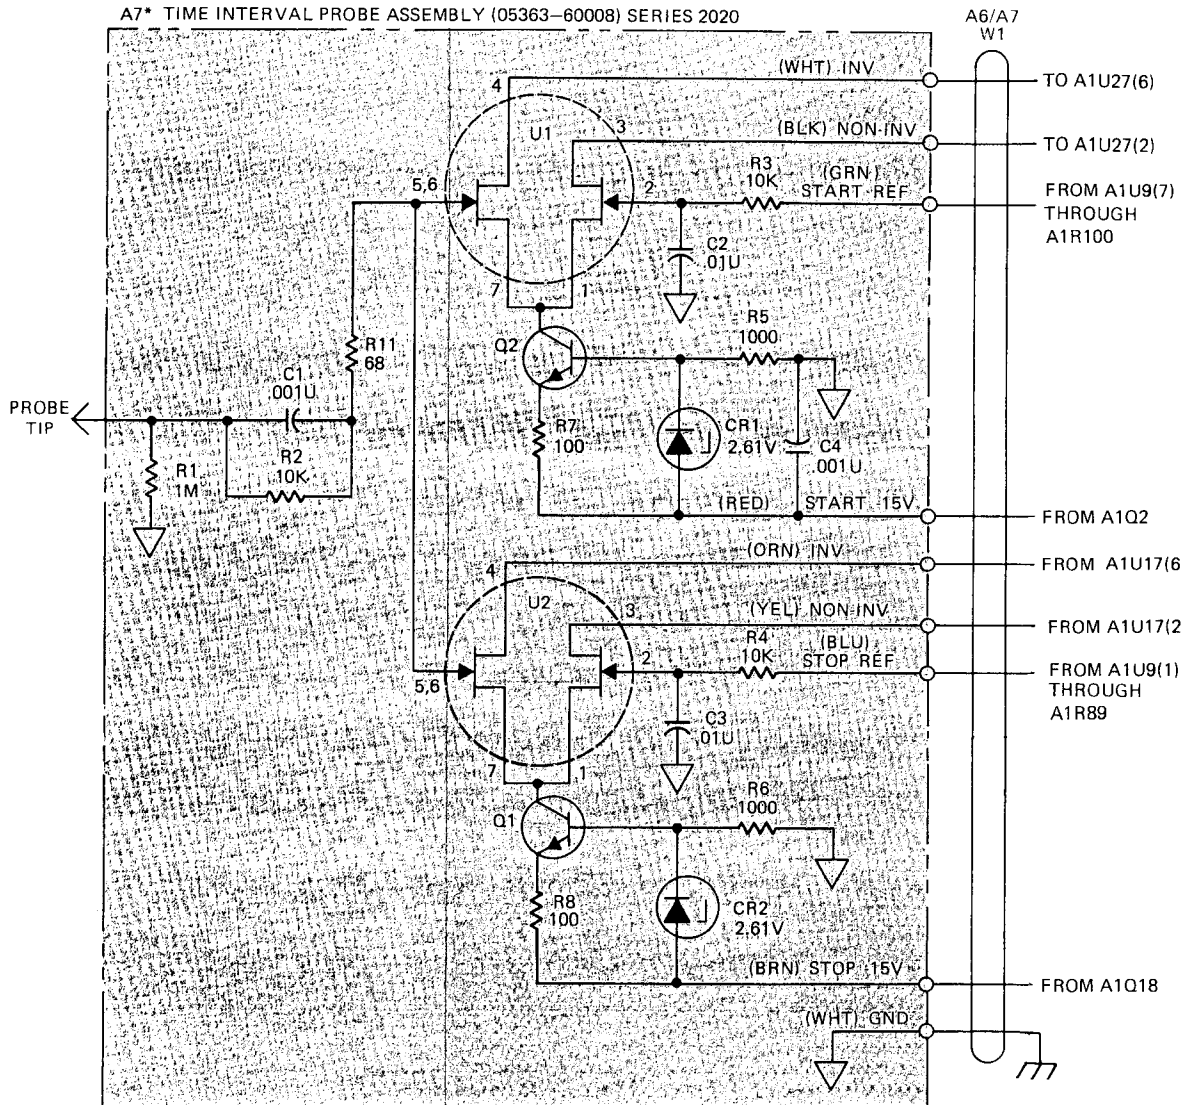 A7* TIME INTERVAL PROBE ASSEMBLY (05363-60008) SERIES 2020
A6/A7
W1
4
(WHT) INV
TO A1U27(6)
U1
3
(BLK) NON-INV
TO A1U27(2)
5,6
2
R3
10K
(GRN)
START REF
FROM A1U9(7)
THROUGH
A1R100
C2
.01U
7
1
R5
1000
Q2
R11
68
C1
.001U
PROBE
TIP
R7
100
CR1
2.61V
C4
.001U
R1
1M
R2
10K
(RED) START 15V
FROM A1Q2
4
(ORN) INV
FROM A1U17(6
U2
3
(YEL) NON-INV
FROM A1U17(2
5,6
2
R4
10K
(BLU)
STOP REF
FROM A1U9(1)
THROUGH
A1R89
C3
.01U
7
1
R6
1000
Q1
R8
100
CR2
2.61V
(BRN) STOP 15V
FROM A1Q18
(WHT) GND